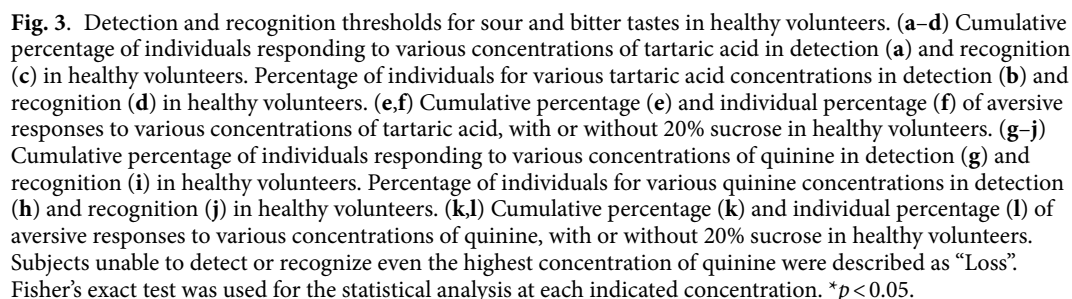 Fig. 3. Detection and recognition thresholds for sour and bitter tastes in healthy volunteers. (a–d) Cumulative
percentage of individuals responding to various concentrations of tartaric acid in detection (a) and recognition
(c) in healthy volunteers. Percentage of individuals for various tartaric acid concentrations in detection (b) and
recognition (d) in healthy volunteers. (e,f) Cumulative percentage (e) and individual percentage (f) of aversive
responses to various concentrations of tartaric acid, with or without 20% sucrose in healthy volunteers. (g–j)
Cumulative percentage of individuals responding to various concentrations of quinine in detection (g) and
recognition (i) in healthy volunteers. Percentage of individuals for various quinine concentrations in detection
(h) and recognition (j) in healthy volunteers. (k,l) Cumulative percentage (k) and individual percentage (l) of
aversive responses to various concentrations of quinine, with or without 20% sucrose in healthy volunteers.
Subjects unable to detect or recognize even the highest concentration of quinine were described as “Loss”.
Fisher’s exact test was used for the statistical analysis at each indicated concentration. *p < 0.05.